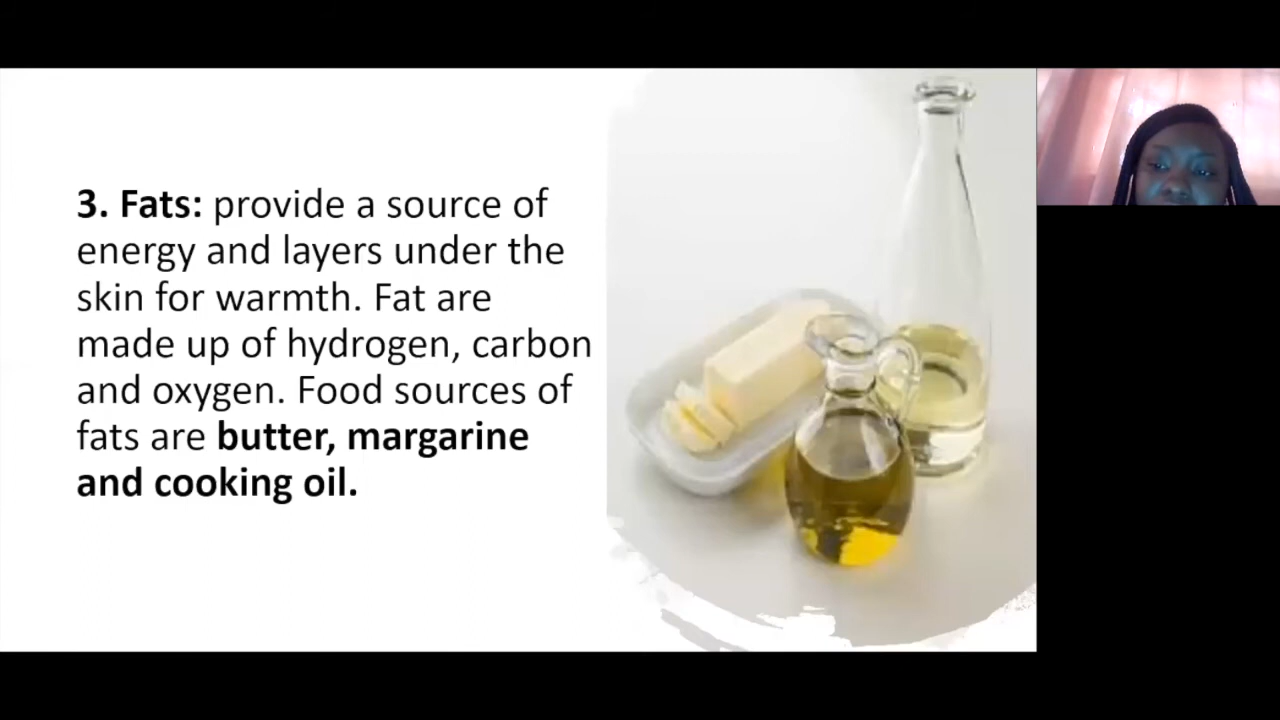 3. Fats: provide a source of
energy and layers under the
skin for warmth. Fat are
made up of hydrogen, carbon
and oxygen. Food sources of
fats are butter, margarine
and cooking oil.